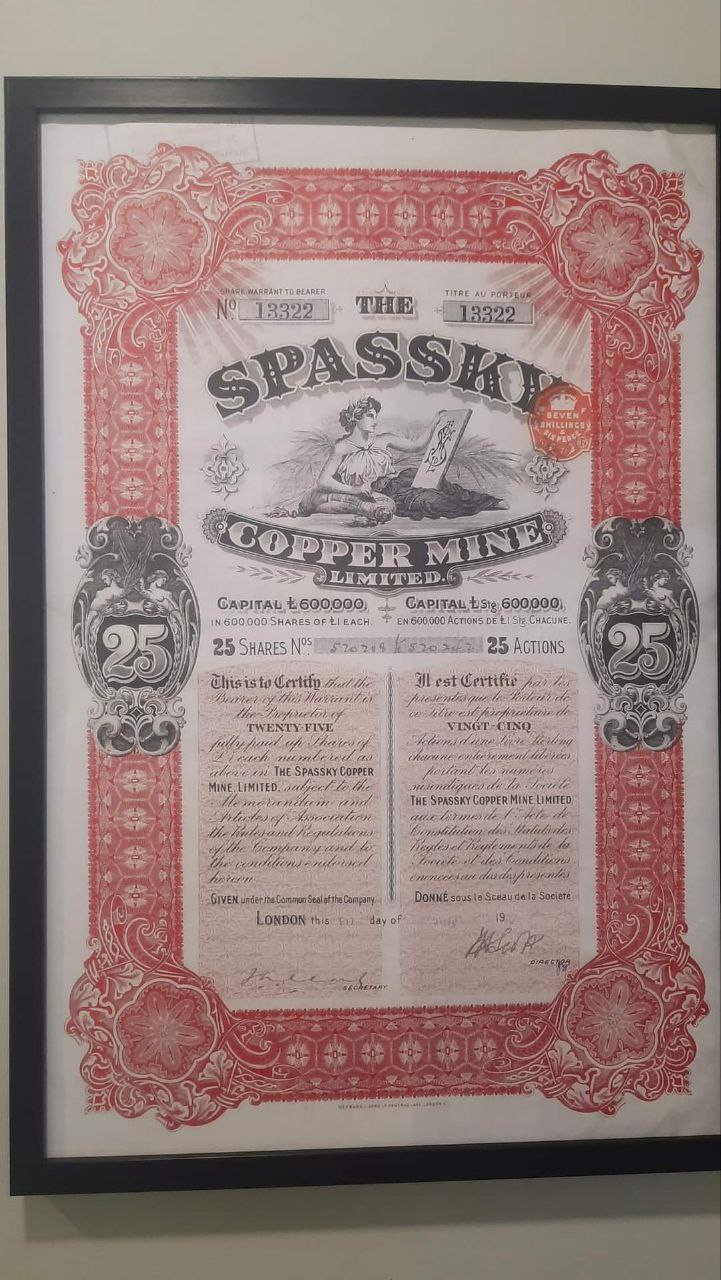 SHARE WARRANT TO BEARER
TITRE AU PORTEUR
Nº 13322
THE
13322
SPASSKY
SEVEN
SHILLINGS
&
SIXPENCE
COPPER MINE
LIMITED.
CAPITAL £600,000,
IN 600,000 SHARES OF £1 EACH.
CAPITAL £Stg 600,000,
EN 600,000 ACTIONS DE £1 Stg CHACUNE.
25 SHARES Nos.
25 ACTIONS
25
25
This is to Certify that the
Bearer of this Warrant is
the Proprietor of
TWENTY-FIVE
fully paid up Shares of
£1 each numbered as
above in THE SPASSKY COPPER
MINE, LIMITED, subject to the
Memorandum and
Articles of Association
the Rules and Regulations
of the Company and to
the conditions endorsed
hereon.
Il est Certifié par les
présentes que le Porteur de
ce titre est propriétaire de
VINGT-CINQ
Actions d'une Livre Sterling
chacune entièrement libérées
portant les numéros
susindiqués de la Société
THE SPASSKY COPPER MINE LIMITED,
aux termes de l'Acte de
Constitution, des Statuts des
Règles et Règlements de la
Société et des Conditions
énoncées au dos des présentes.
GIVEN under the Common Seal of the Company.
DONNÉ sous le Sceau de la Société
LONDON this day of 19
DIRECTOR
SECRETARY.